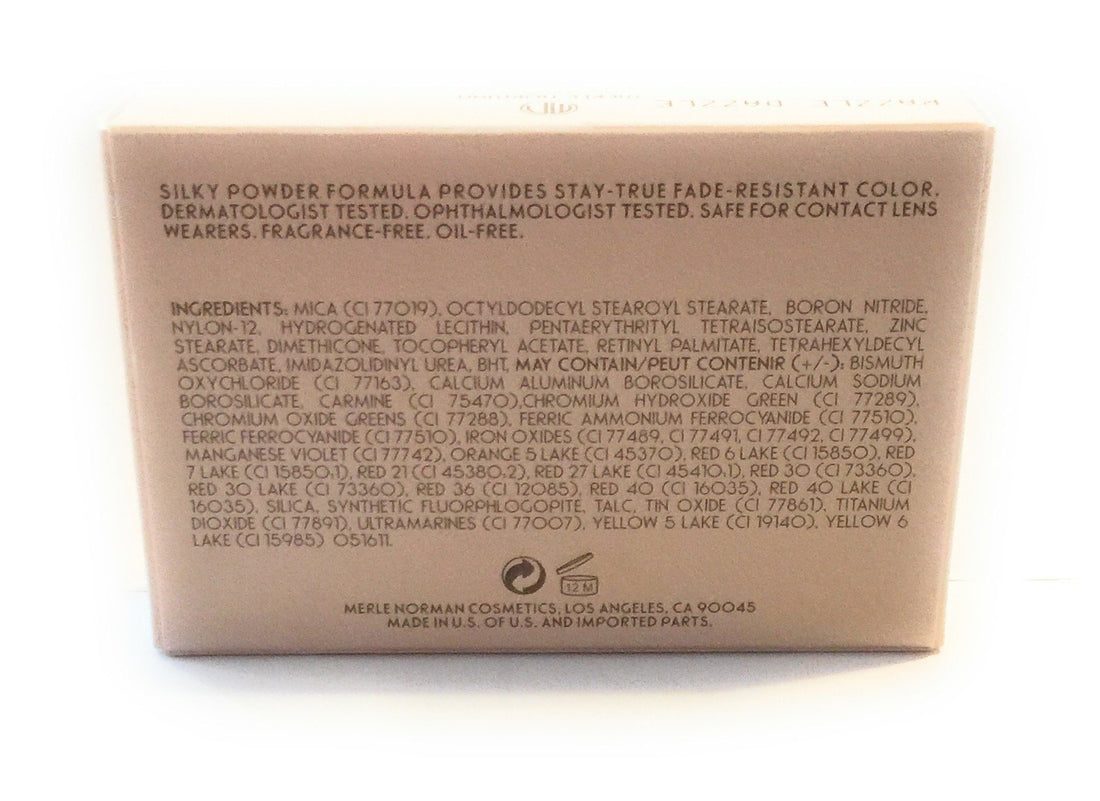 RAZZLE DAZZLE
SILKY POWDER FORMULA PROVIDES STAY-TRUE FADE-RESISTANT COLOR.
DERMATOLOGIST TESTED. OPHTHALMOLOGIST TESTED. SAFE FOR CONTACT LENS
WEARERS. FRAGRANCE-FREE. OIL-FREE.
INGREDIENTS: MICA (CI 77019), OCTYLDODECYL STEAROYL STEARATE, BORON NITRIDE,
NYLON-12, HYDROGENATED LECITHIN, PENTAERYTHRITYL TETRAISOSTEARATE, ZINC
STEARATE, DIMETHICONE, TOCOPHERYL ACETATE, RETINYL PALMITATE, TETRAHEXYLDECYL
ASCORBATE, IMIDAZOLIDINYL UREA, BHT, MAY CONTAIN/PEUT CONTENIR (+/-): BISMUTH
OXYCHLORIDE (CI 77163), CALCIUM ALUMINUM BOROSILICATE, CALCIUM SODIUM
BOROSILICATE, CARMINE (CI 75470),CHROMIUM HYDROXIDE GREEN (CI 77289),
CHROMIUM OXIDE GREENS (CI 77288), FERRIC AMMONIUM FERROCYANIDE (CI 77510),
FERRIC FERROCYANIDE (CI 77510), IRON OXIDES (CI 77489, CI 77491, CI 77492, CI 77499),
MANGANESE VIOLET (CI 77742), ORANGE 5 LAKE (CI 45370), RED 6 LAKE (CI 15850), RED
7 LAKE (CI 15850:1), RED 21 (CI 45380:2), RED 27 LAKE (CI 45410:1), RED 30 (CI 73360),
RED 30 LAKE (CI 73360), RED 36 (CI 12085), RED 40 (CI 16035), RED 40 LAKE (CI
16035), SILICA, SYNTHETIC FLUORPHLOGOPITE, TALC, TIN OXIDE (CI 77861), TITANIUM
DIOXIDE (CI 77891), ULTRAMARINES (CI 77007), YELLOW 5 LAKE (CI 19140), YELLOW 6
LAKE (CI 15985) 051611.
12 M
MERLE NORMAN COSMETICS, LOS ANGELES, CA 90045
MADE IN U.S. OF U.S. AND IMPORTED PARTS.